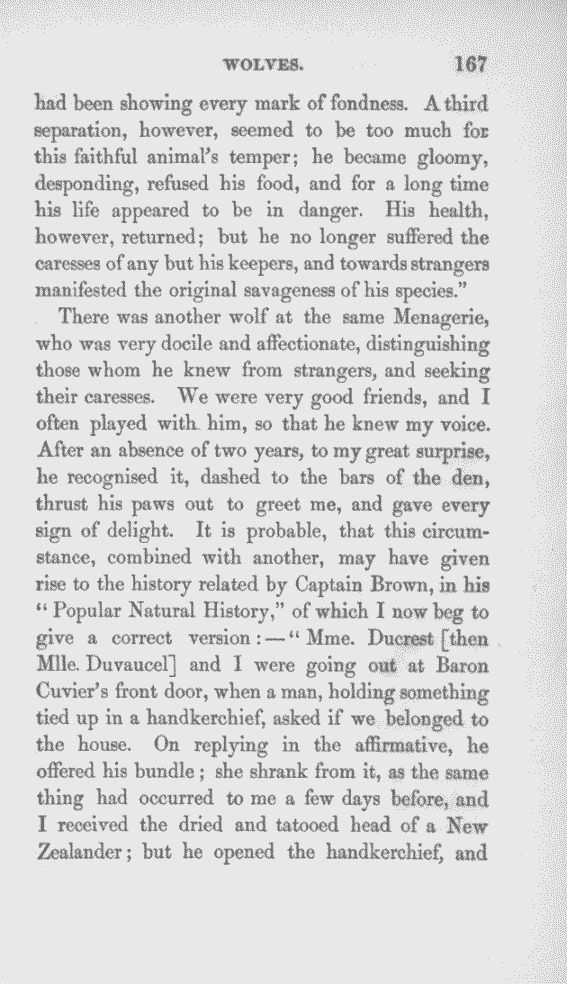 WOLVES. 167
had been showing every mark of fondness. A third
separation, however, seemed to be too much for
this faithful animal's temper; he became gloomy,
desponding, refused his food, and for a long time
his life appeared to be in danger. His health,
however, returned; but he no longer suffered the
caresses of any but his keepers, and towards strangers
manifested the original savageness of his species."
There was another wolf at the same Menagerie,
who was very docile and affectionate, distinguishing
those whom he knew from strangers, and seeking
their caresses. We were very good friends, and I
often played with him, so that he knew my voice.
After an absence of two years, to my great surprise,
he recognised it, dashed to the bars of the den,
thrust his paws out to greet me, and gave every
sign of delight. It is probable, that this circum-
stance, combined with another, may have given
rise to the history related by Captain Brown, in his
"Popular Natural History," of which I now beg to
give a correct version:—"Mme. Ducrest [then
Mlle. Duvaucel] and I were going out at Baron
Cuvier's front door, when a man, holding something
tied up in a handkerchief, asked if we belonged to
the house. On replying in the affirmative, he
offered his bundle; she shrank from it, as the same
thing had occurred to me a few days before, and
I received the dried and tatooed head of a New
Zealander; but he opened the handkerchief, and